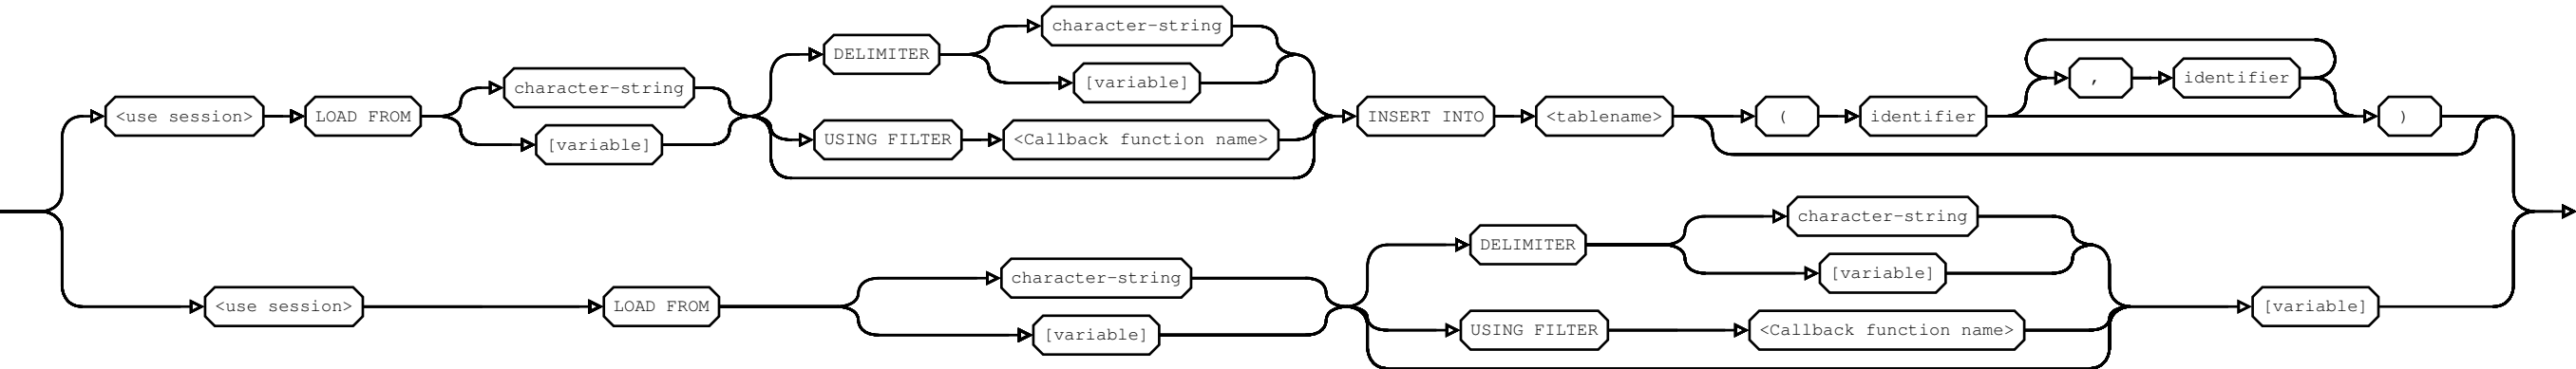 <use session>
LOAD FROM
character-string
[variable]
DELIMITER
character-string
[variable]
USING FILTER
<Callback function name>
INSERT INTO
<tablename>
(
identifier
,
identifier
)
<use session>
LOAD FROM
character-string
[variable]
DELIMITER
character-string
[variable]
USING FILTER
<Callback function name>
[variable]